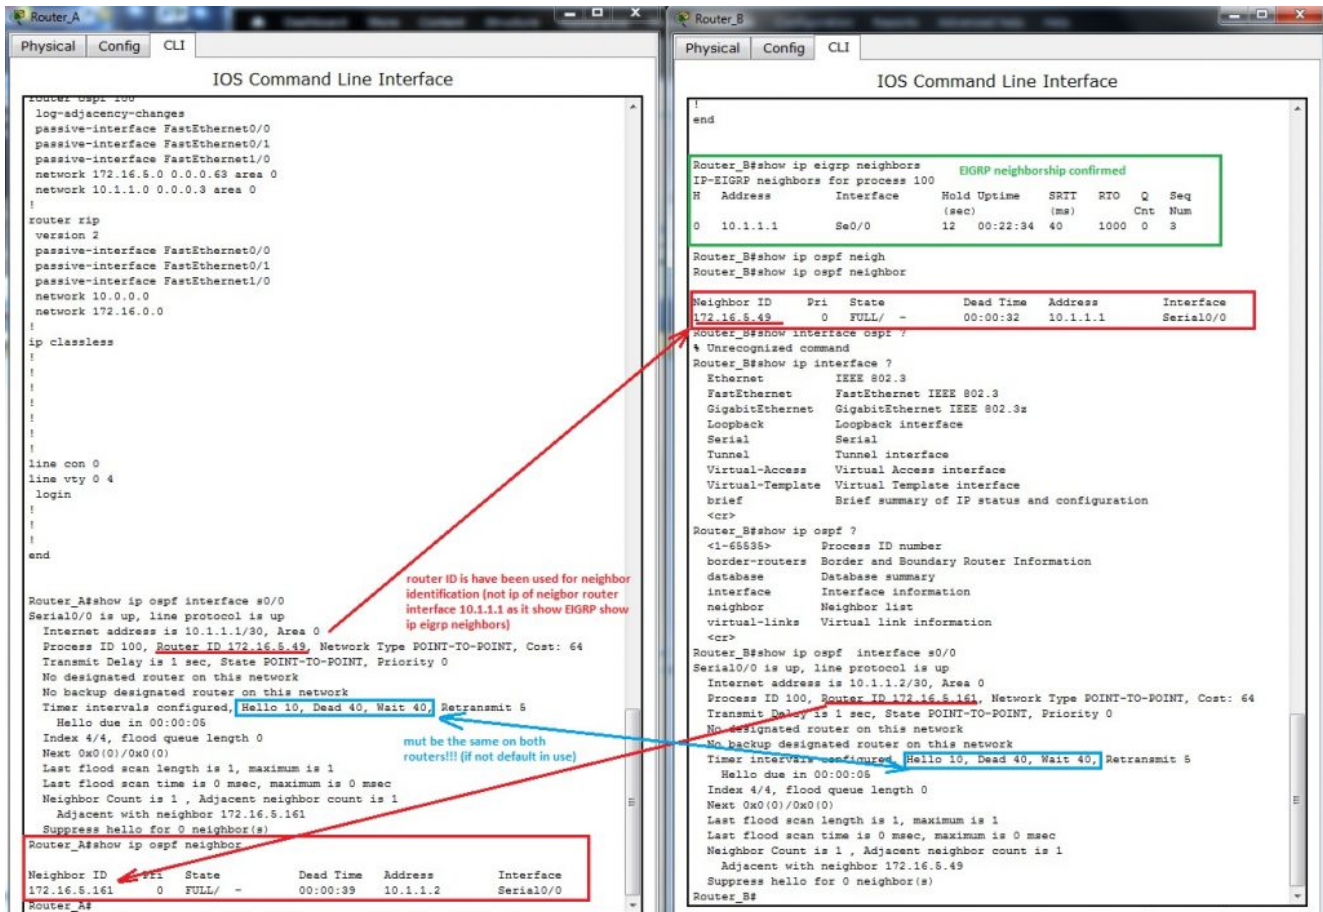 Router_A
Physical Config CLI
IOS Command Line Interface
router ospf 100
log-adjacency-changes
passive-interface FastEthernet0/0
passive-interface FastEthernet0/1
passive-interface FastEthernet1/0
network 172.16.5.0 0.0.0.63 area 0
network 10.1.1.0 0.0.0.3 area 0
!
router rip
version 2
passive-interface FastEthernet0/0
passive-interface FastEthernet0/1
passive-interface FastEthernet1/0
network 10.0.0.0
network 172.16.0.0
!
ip classless
!
!
!
!
!
!
!
line con 0
line vty 0 4
login
!
!
!
end
Router_A#show ip ospf interface s0/0
Serial0/0 is up, line protocol is up
Internet address is 10.1.1.1/30, Area 0
Process ID 100, Router ID 172.16.5.49, Network Type POINT-TO-POINT, Cost: 64
Transmit Delay is 1 sec, State POINT-TO-POINT, Priority 0
No designated router on this network
No backup designated router on this network
Timer intervals configured, Hello 10, Dead 40, Wait 40, Retransmit 5
Hello due in 00:00:05
Index 4/4, flood queue length 0
Next 0x0(0)/0x0(0)
Last flood scan length is 1, maximum is 1
Last flood scan time is 0 msec, maximum is 0 msec
Neighbor Count is 1 , Adjacent neighbor count is 1
Adjacent with neighbor 172.16.5.161
Suppress hello for 0 neighbor(s)
Router_A#show ip ospf neighbor
Neighbor ID Pri State Dead Time Address Interface
172.16.5.161 0 FULL/ - 00:00:39 10.1.1.2 Serial0/0
Router_A#
router ID is have been used for neighbor
identification (not ip of neigbor router
interface 10.1.1.1 as it show EIGRP show
ip eigrp neighbors)
mut be the same on both
routers!!! (if not default in use)
Router_B
Physical Config CLI
IOS Command Line Interface
!
end
Router_B#show ip eigrp neighbors
EIGRP neighborship confirmed
IP-EIGRP neighbors for process 100
H Address Interface Hold Uptime SRTT RTO Q Seq
(sec) (ms) Cnt Num
0 10.1.1.1 Se0/0 12 00:22:34 40 1000 0 3
Router_B#show ip ospf neigh
Router_B#show ip ospf neighbor
Neighbor ID Pri State Dead Time Address Interface
172.16.5.49 0 FULL/ - 00:00:32 10.1.1.1 Serial0/0
Router_B#show interface ospf ?
% Unrecognized command
Router_B#show ip interface ?
Ethernet IEEE 802.3
FastEthernet FastEthernet IEEE 802.3
GigabitEthernet GigabitEthernet IEEE 802.3z
Loopback Loopback interface
Serial Serial
Tunnel Tunnel interface
Virtual-Access Virtual Access interface
Virtual-Template Virtual Template interface
brief Brief summary of IP status and configuration
<cr>
Router_B#show ip ospf ?
<1-65535> Process ID number
border-routers Border and Boundary Router Information
database Database summary
interface Interface information
neighbor Neighbor list
virtual-links Virtual link information
<cr>
Router_B#show ip ospf interface s0/0
Serial0/0 is up, line protocol is up
Internet address is 10.1.1.2/30, Area 0
Process ID 100, Router ID 172.16.5.161, Network Type POINT-TO-POINT, Cost: 64
Transmit Delay is 1 sec, State POINT-TO-POINT, Priority 0
No designated router on this network
No backup designated router on this network
Timer intervals configured, Hello 10, Dead 40, Wait 40, Retransmit 5
Hello due in 00:00:05
Index 4/4, flood queue length 0
Next 0x0(0)/0x0(0)
Last flood scan length is 1, maximum is 1
Last flood scan time is 0 msec, maximum is 0 msec
Neighbor Count is 1 , Adjacent neighbor count is 1
Adjacent with neighbor 172.16.5.49
Suppress hello for 0 neighbor(s)
Router_B#